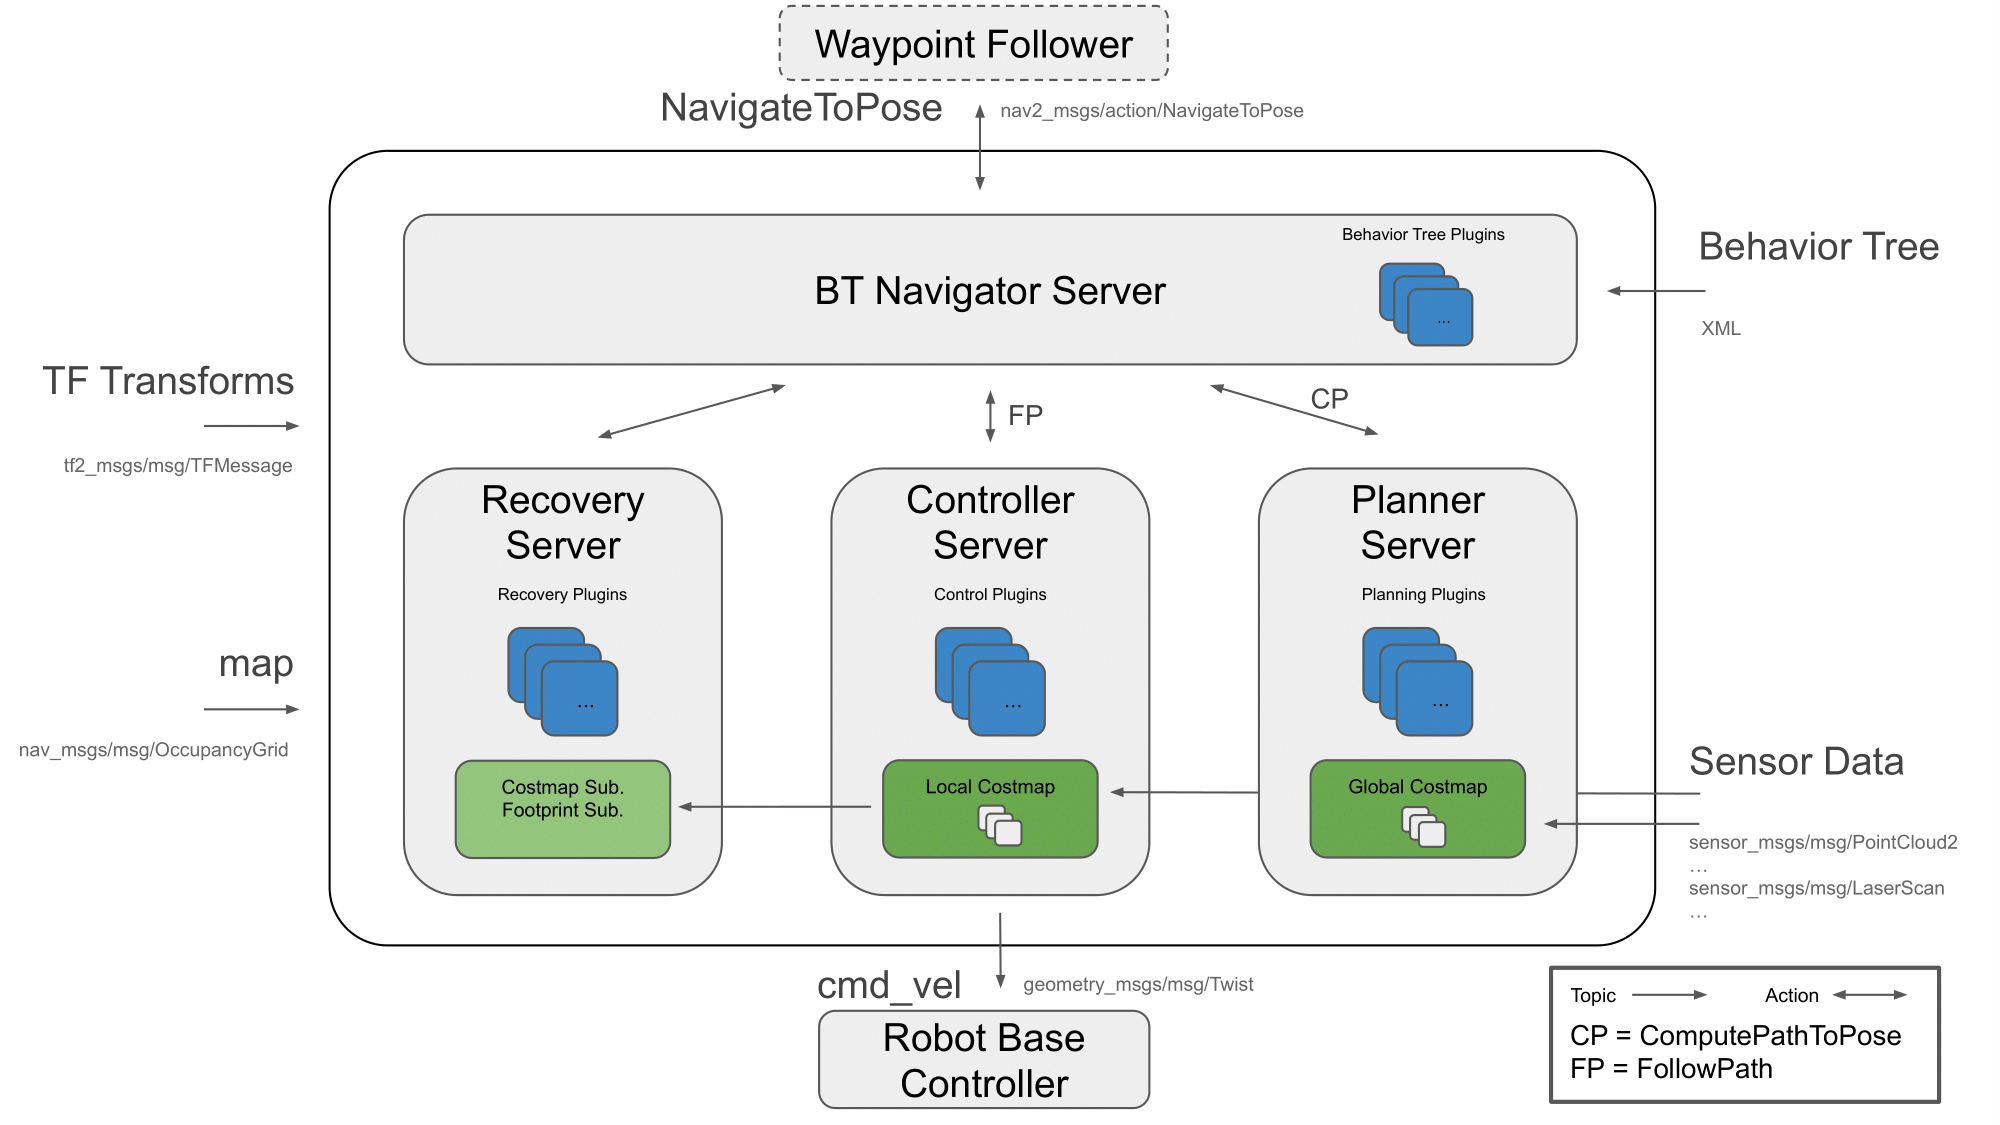 Waypoint Follower
NavigateToPose
nav2_msgs/action/NavigateToPose
Behavior Tree Plugins
BT Navigator Server
...
Behavior Tree
XML
TF Transforms
tf2_msgs/msg/TFMessage
FP
CP
Recovery
Server
Recovery Plugins
...
Costmap Sub.
Footprint Sub.
Controller
Server
Control Plugins
...
Local Costmap
Planner
Server
Planning Plugins
...
Global Costmap
map
nav_msgs/msg/OccupancyGrid
Sensor Data
sensor_msgs/msg/PointCloud2
...
sensor_msgs/msg/LaserScan
...
cmd_vel
geometry_msgs/msg/Twist
Robot Base
Controller
Topic
Action
CP = ComputePathToPose
FP = FollowPath